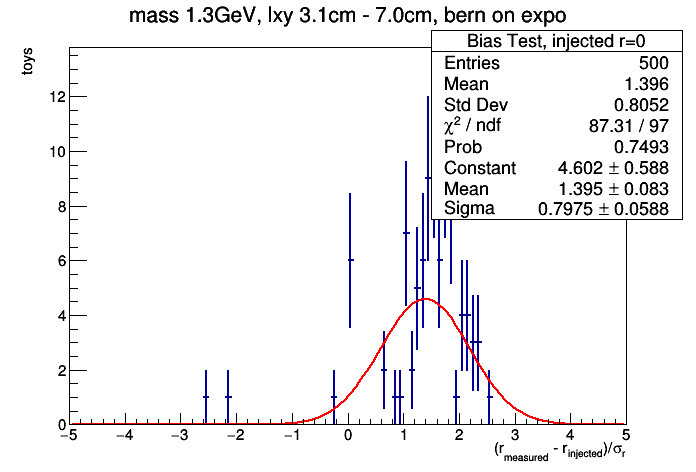 mass 1.3GeV, lxy 3.1cm - 7.0cm, bern on expo
toys
Bias Test, injected r=0
Entries 500
Mean 1.396
Std Dev 0.8052
χ² / ndf 87.31 / 97
Prob 0.7493
Constant 4.602 ± 0.588
Mean 1.395 ± 0.083
Sigma 0.7975 ± 0.0588
12
10
8
6
4
2
0
−5 −4 −3 −2 −1 0 1 2 3 4 5
(r_measured - r_injected)/σ_r